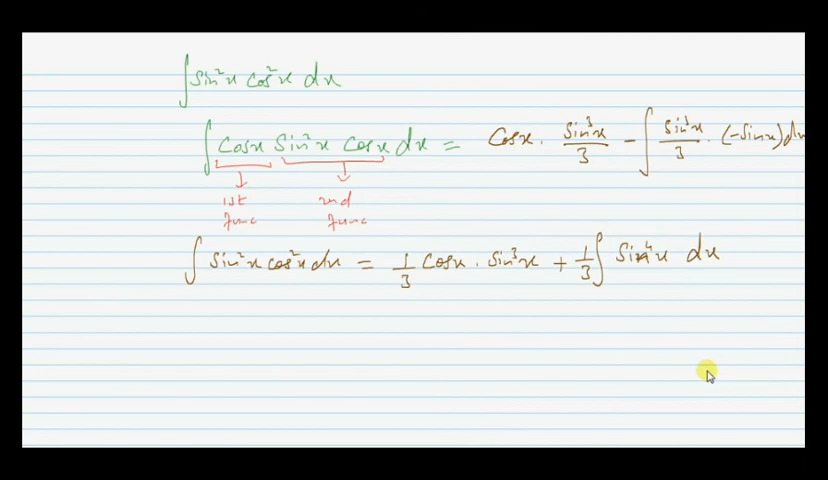 ∫sin²x cos²x dx
∫ cosx sin²x cosx dx = cosx · sin³x/3 − ∫ sin³x/3 · (−sinx) dx
1st 2nd
func func
∫ sin²x cos²x dx = 1/3 cosx · sin³x + 1/3 ∫ sin⁴x dx